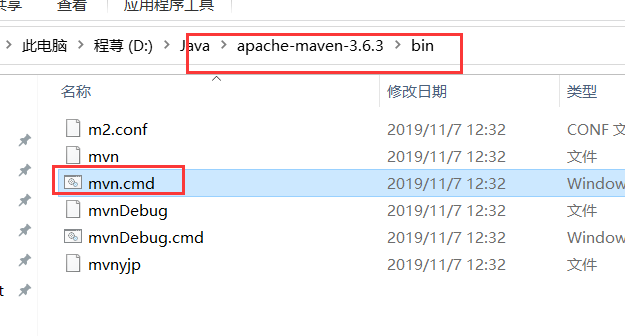 共享 查看 应用程序工具
此电脑 > 程荨 (D:) > Java > apache-maven-3.6.3 > bin
名称 修改日期 类型
m2.conf 2019/11/7 12:32 CONF 文
mvn 2019/11/7 12:32 文件
mvn.cmd 2019/11/7 12:32 Window
mvnDebug 2019/11/7 12:32 文件
mvnDebug.cmd 2019/11/7 12:32 Window
mvnyjp 2019/11/7 12:32 文件
t